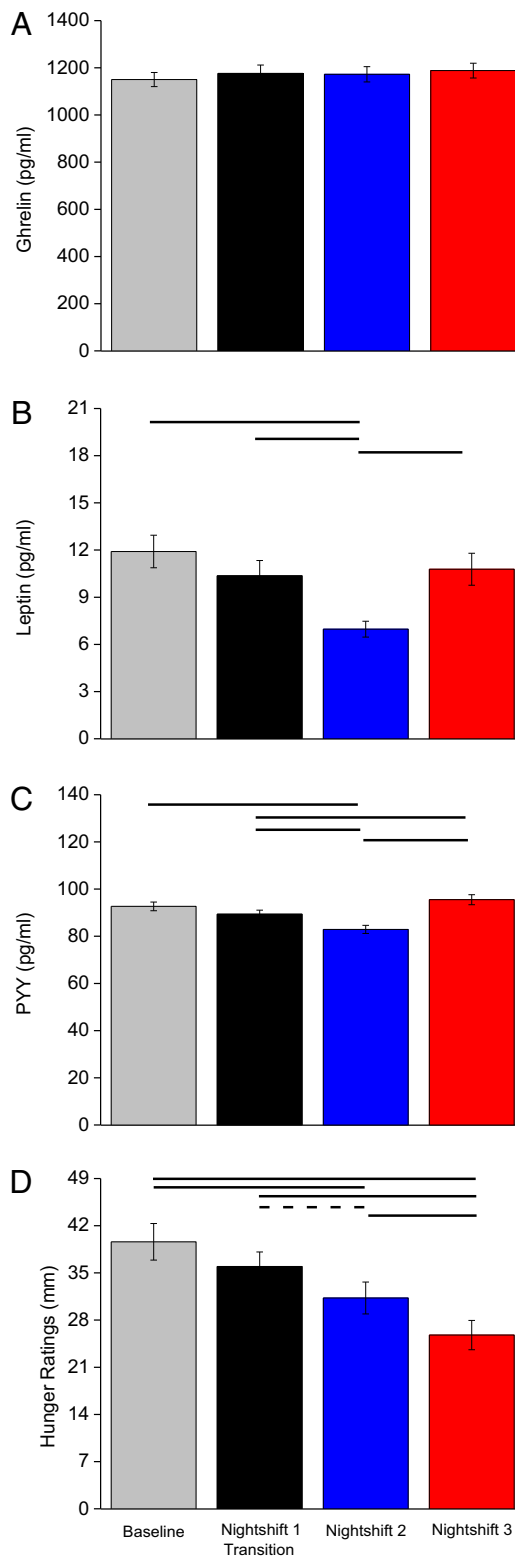 A
1400
1200
1000
800
600
400
200
0
Ghrelin (pg/ml)
B
21
18
15
12
9
6
3
0
Leptin (pg/ml)
C
140
120
100
80
60
40
20
0
PYY (pg/ml)
D
49
42
35
28
21
14
7
0
Hunger Ratings (mm)
Baseline
Nightshift 1
Transition
Nightshift 2
Nightshift 3